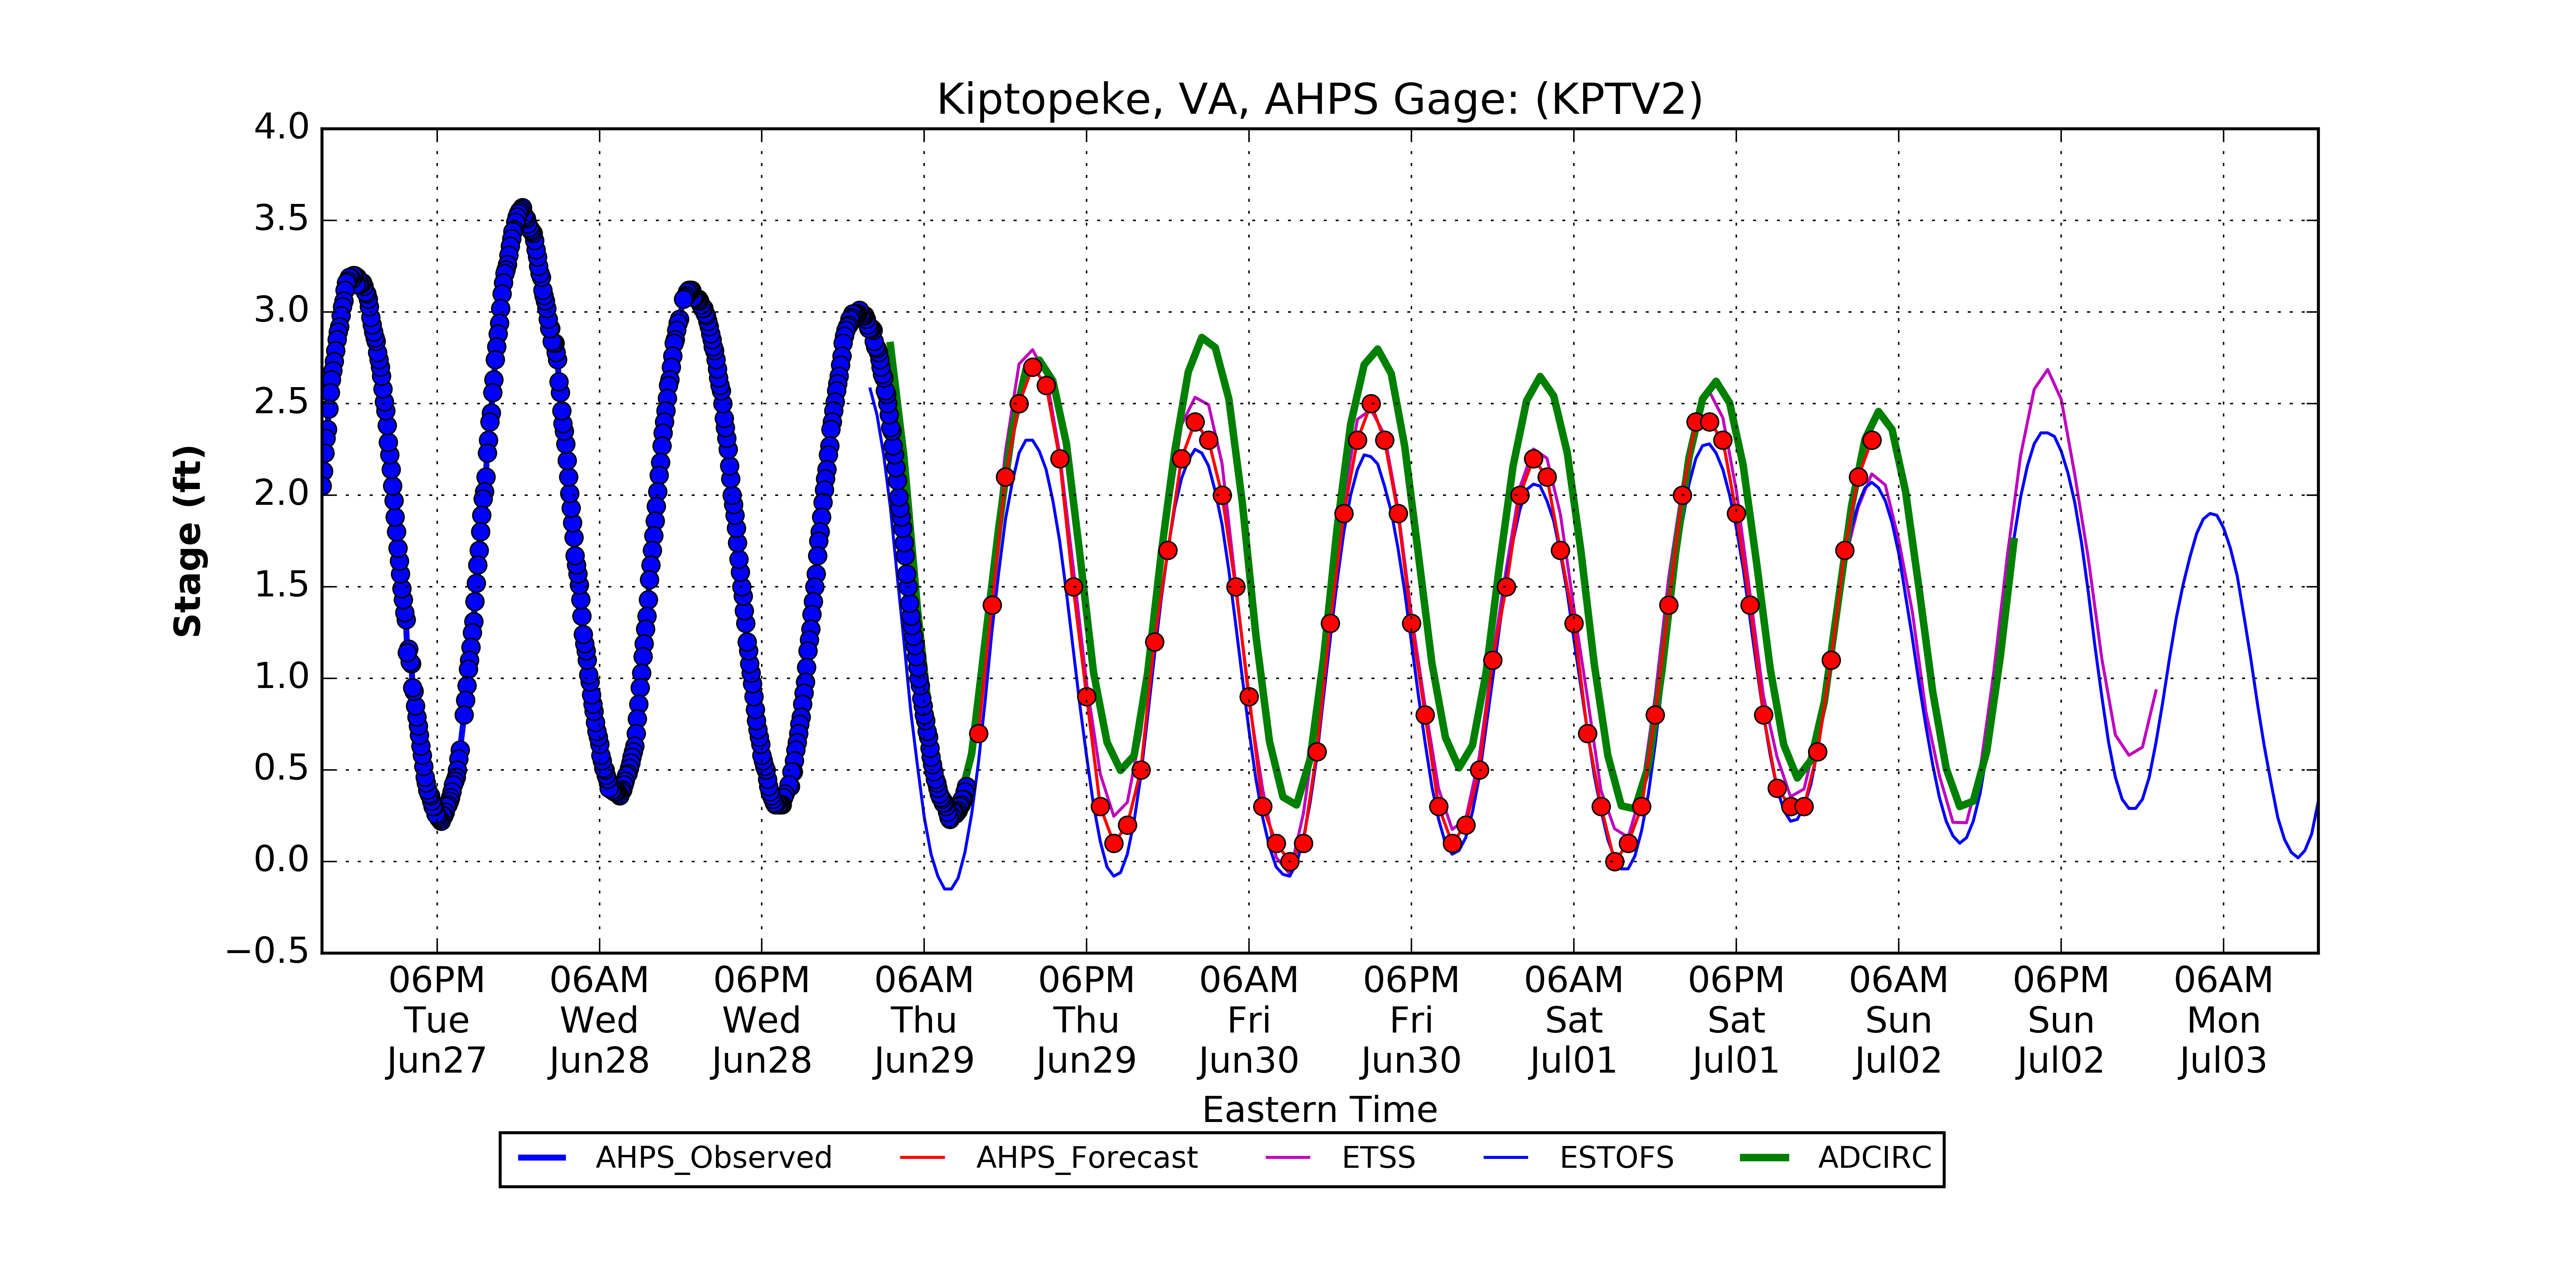 Kiptopeke, VA, AHPS Gage: (KPTV2)
4.0
3.5
3.0
2.5
2.0
1.5
1.0
0.5
0.0
−0.5
Stage (ft)
06PM 06AM 06PM 06AM 06PM 06AM 06PM 06AM 06PM 06AM 06PM 06AM
Tue Wed Wed Thu Thu Fri Fri Sat Sat Sun Sun Mon
Jun27 Jun28 Jun28 Jun29 Jun29 Jun30 Jun30 Jul01 Jul01 Jul02 Jul02 Jul03
Eastern Time
AHPS_Observed AHPS_Forecast ETSS ESTOFS ADCIRC